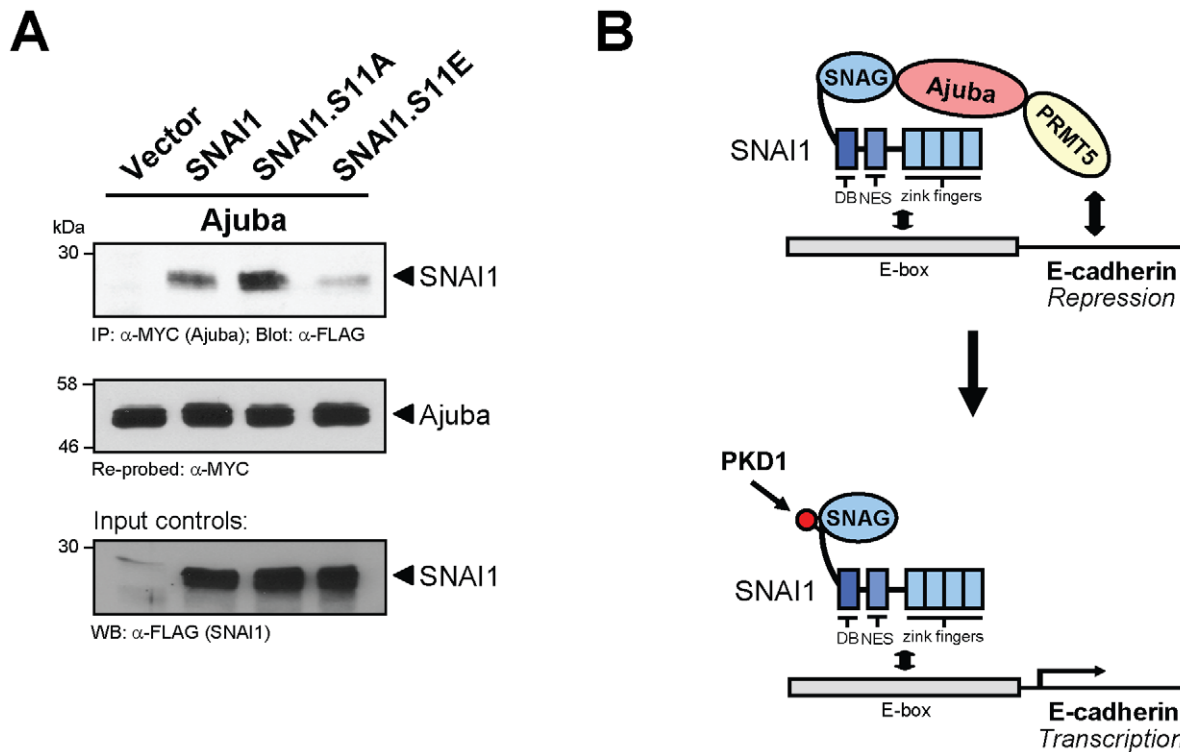 A
Vector
SNAI1
SNAI1.S11A
SNAI1.S11E
Ajuba
kDa
30
SNAI1
IP: α-MYC (Ajuba); Blot: α-FLAG
58
Ajuba
46
Re-probed: α-MYC
Input controls:
30
SNAI1
WB: α-FLAG (SNAI1)
B
SNAG
Ajuba
PRMT5
SNAI1
DB NES zink fingers
E-box
E-cadherin
Repression
PKD1
SNAG
SNAI1
DB NES zink fingers
E-box
E-cadherin
Transcription